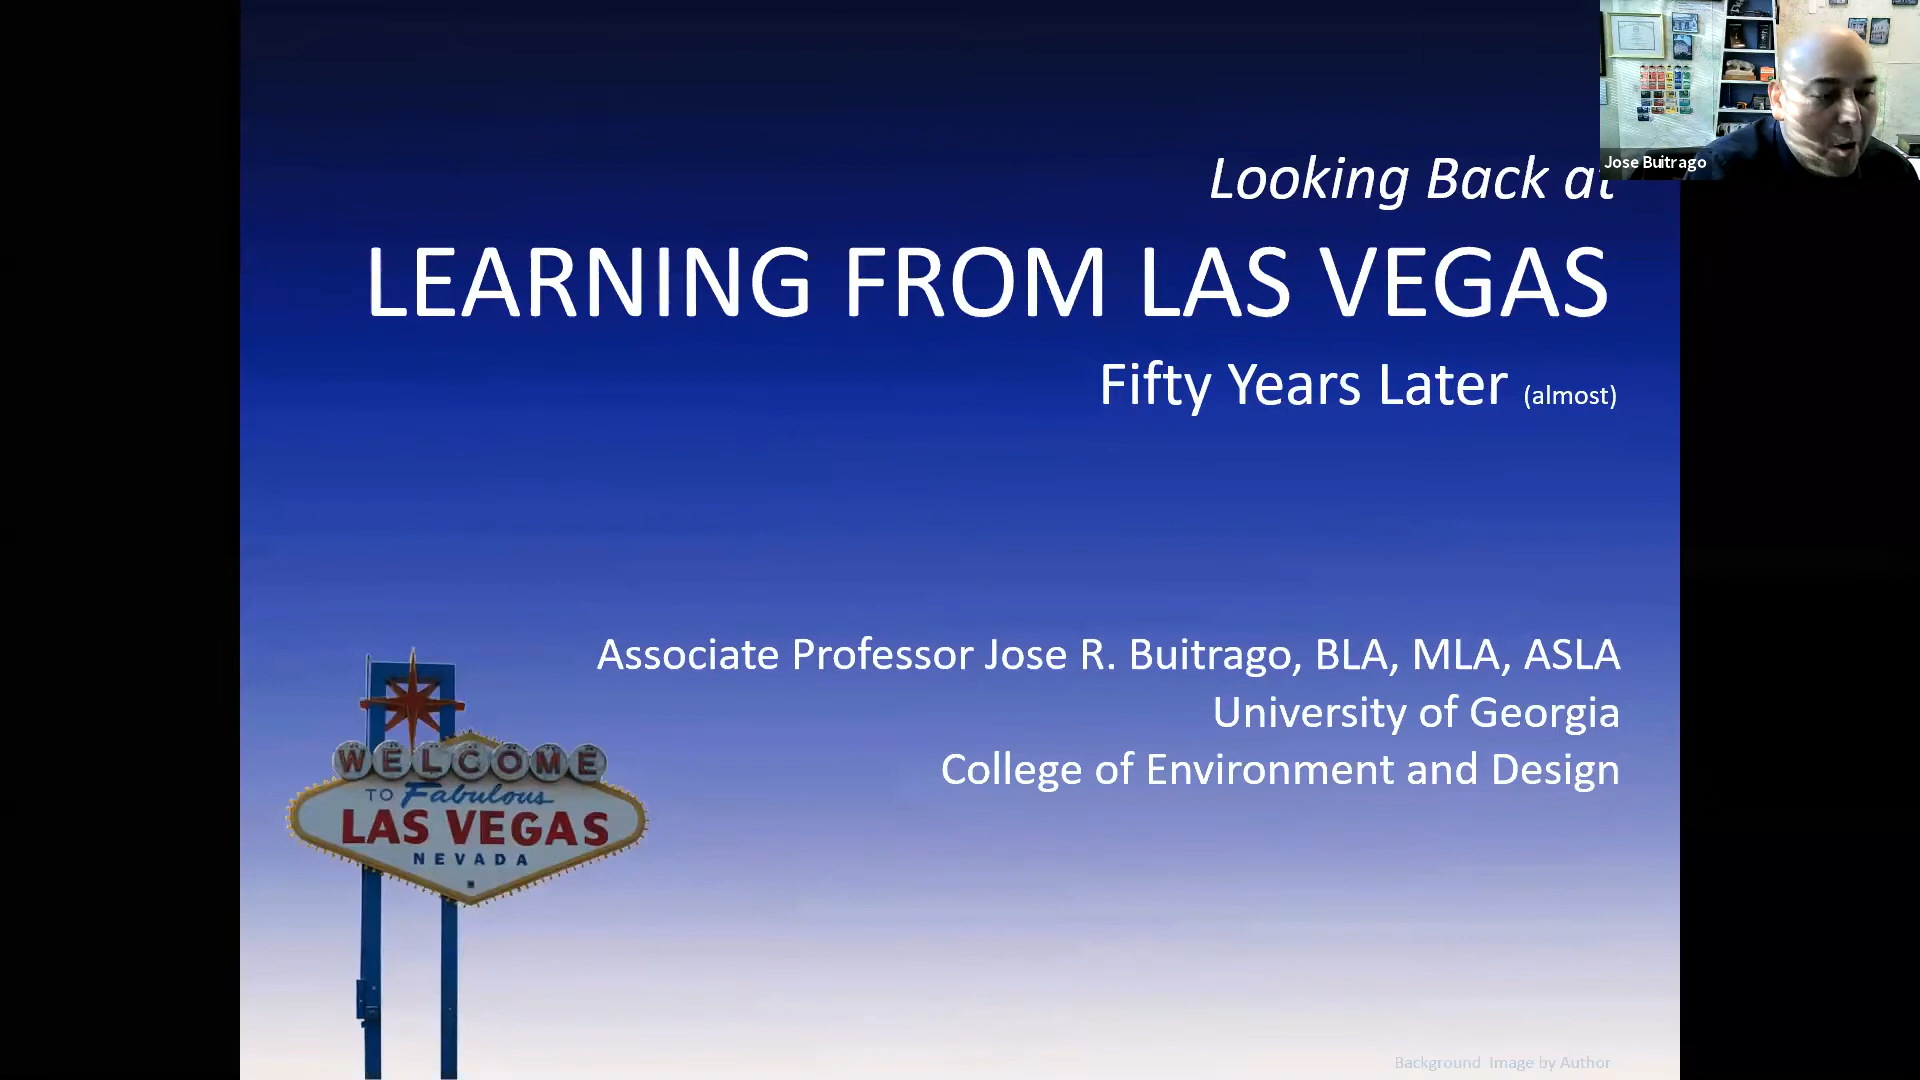 Looking Back at
LEARNING FROM LAS VEGAS
Fifty Years Later (almost)
Jose Buitrago
Associate Professor Jose R. Buitrago, BLA, MLA, ASLA
University of Georgia
College of Environment and Design
WELCOME
TO Fabulous
LAS VEGAS
NEVADA
Background Image by Author